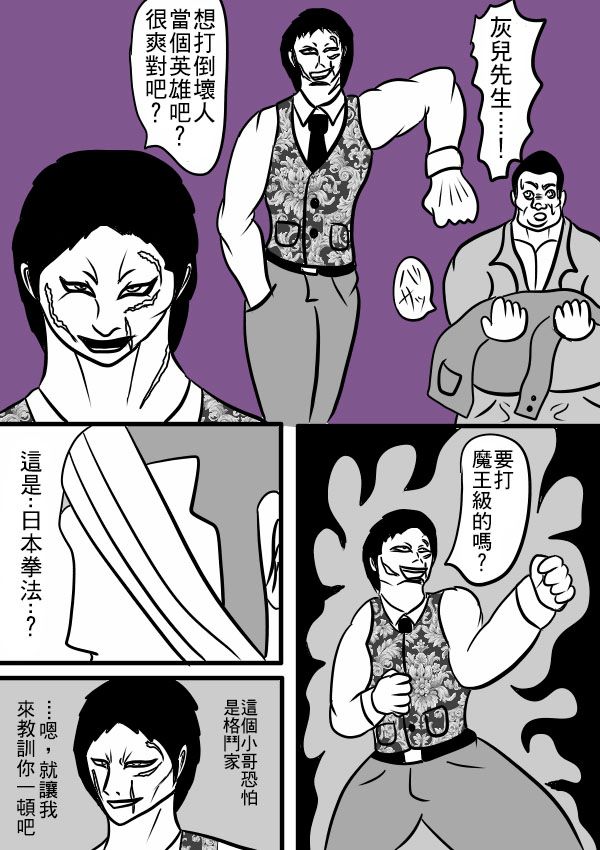 灰兒先生…！
想打倒壞人
當個英雄吧？
很爽對吧？
要打
魔王級的嗎？
這是…日本拳法…？
這個小哥恐怕
是格鬥家
…嗯，就讓我
來教訓你一頓吧